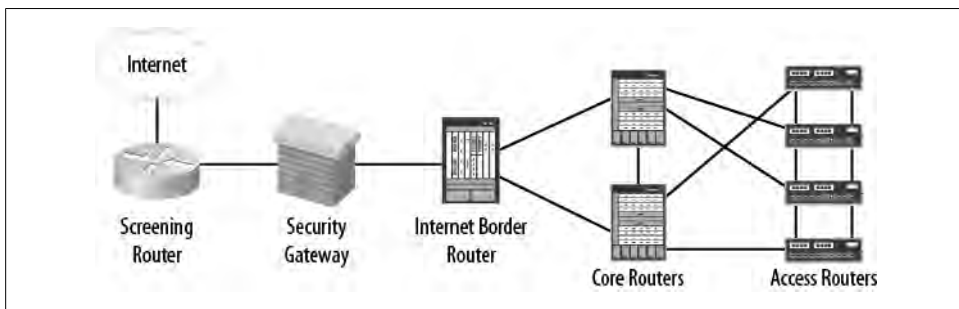 Internet
Screening
Router
Security
Gateway
Internet Border
Router
Core Routers
Access Routers